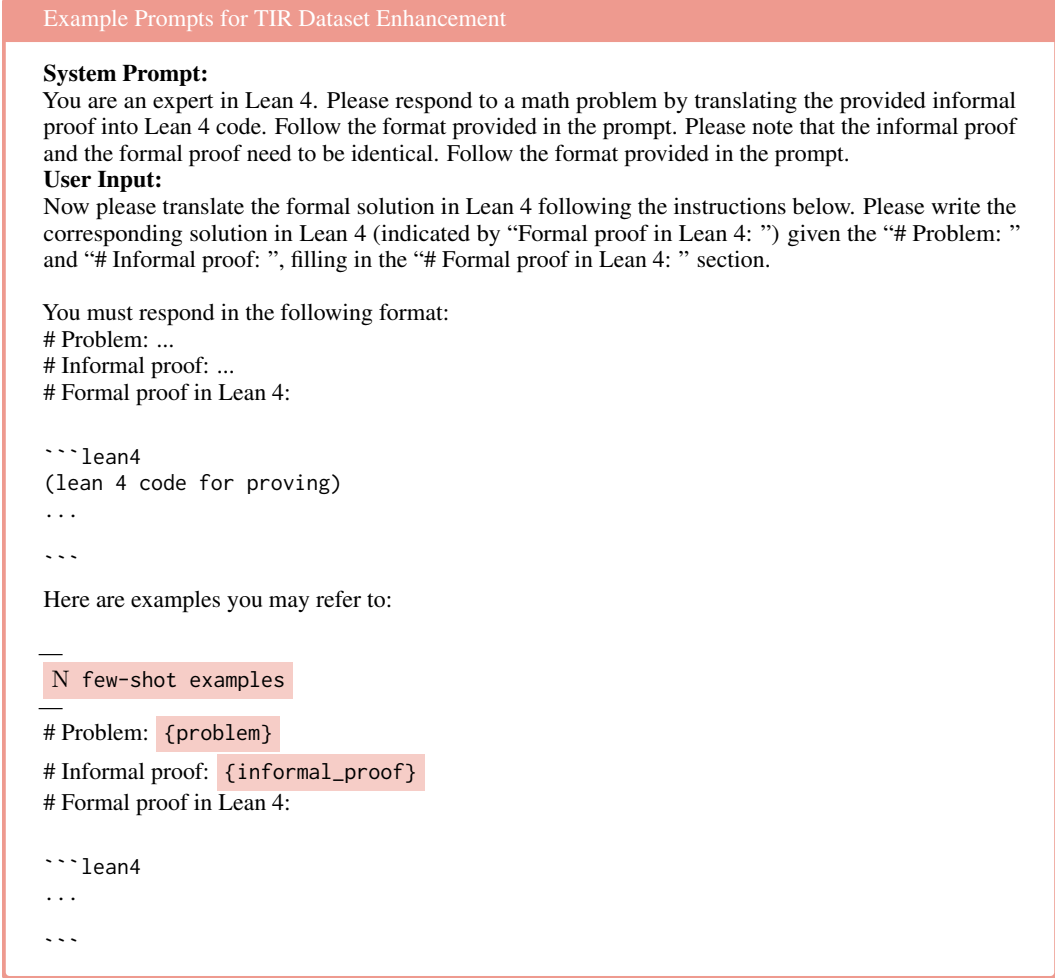 Example Prompts for TIR Dataset Enhancement
System Prompt:
You are an expert in Lean 4. Please respond to a math problem by translating the provided informal
proof into Lean 4 code. Follow the format provided in the prompt. Please note that the informal proof
and the formal proof need to be identical. Follow the format provided in the prompt.
User Input:
Now please translate the formal solution in Lean 4 following the instructions below. Please write the
corresponding solution in Lean 4 (indicated by “Formal proof in Lean 4: ”) given the “# Problem: ”
and “# Informal proof: ”, filling in the “# Formal proof in Lean 4: ” section.
You must respond in the following format:
# Problem: ...
# Informal proof: ...
# Formal proof in Lean 4:
```lean4
(lean 4 code for proving)
...
```
Here are examples you may refer to:
—
N few-shot examples
—
# Problem: {problem}
# Informal proof: {informal_proof}
# Formal proof in Lean 4:
```lean4
...
```